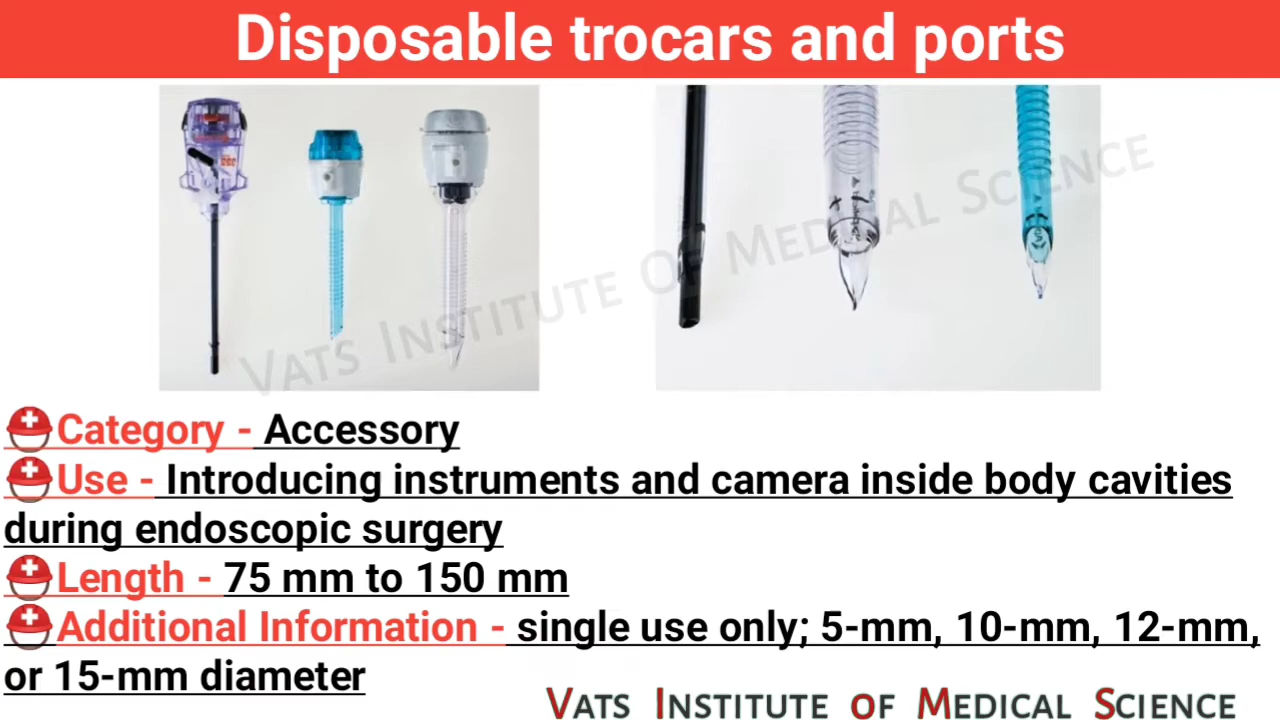 Disposable trocars and ports
VATS INSTITUTE OF MEDICAL SCIENCE
Category - Accessory
Use - Introducing instruments and camera inside body cavities
during endoscopic surgery
Length - 75 mm to 150 mm
Additional Information - single use only; 5-mm, 10-mm, 12-mm,
or 15-mm diameter
VATS INSTITUTE OF MEDICAL SCIENCE